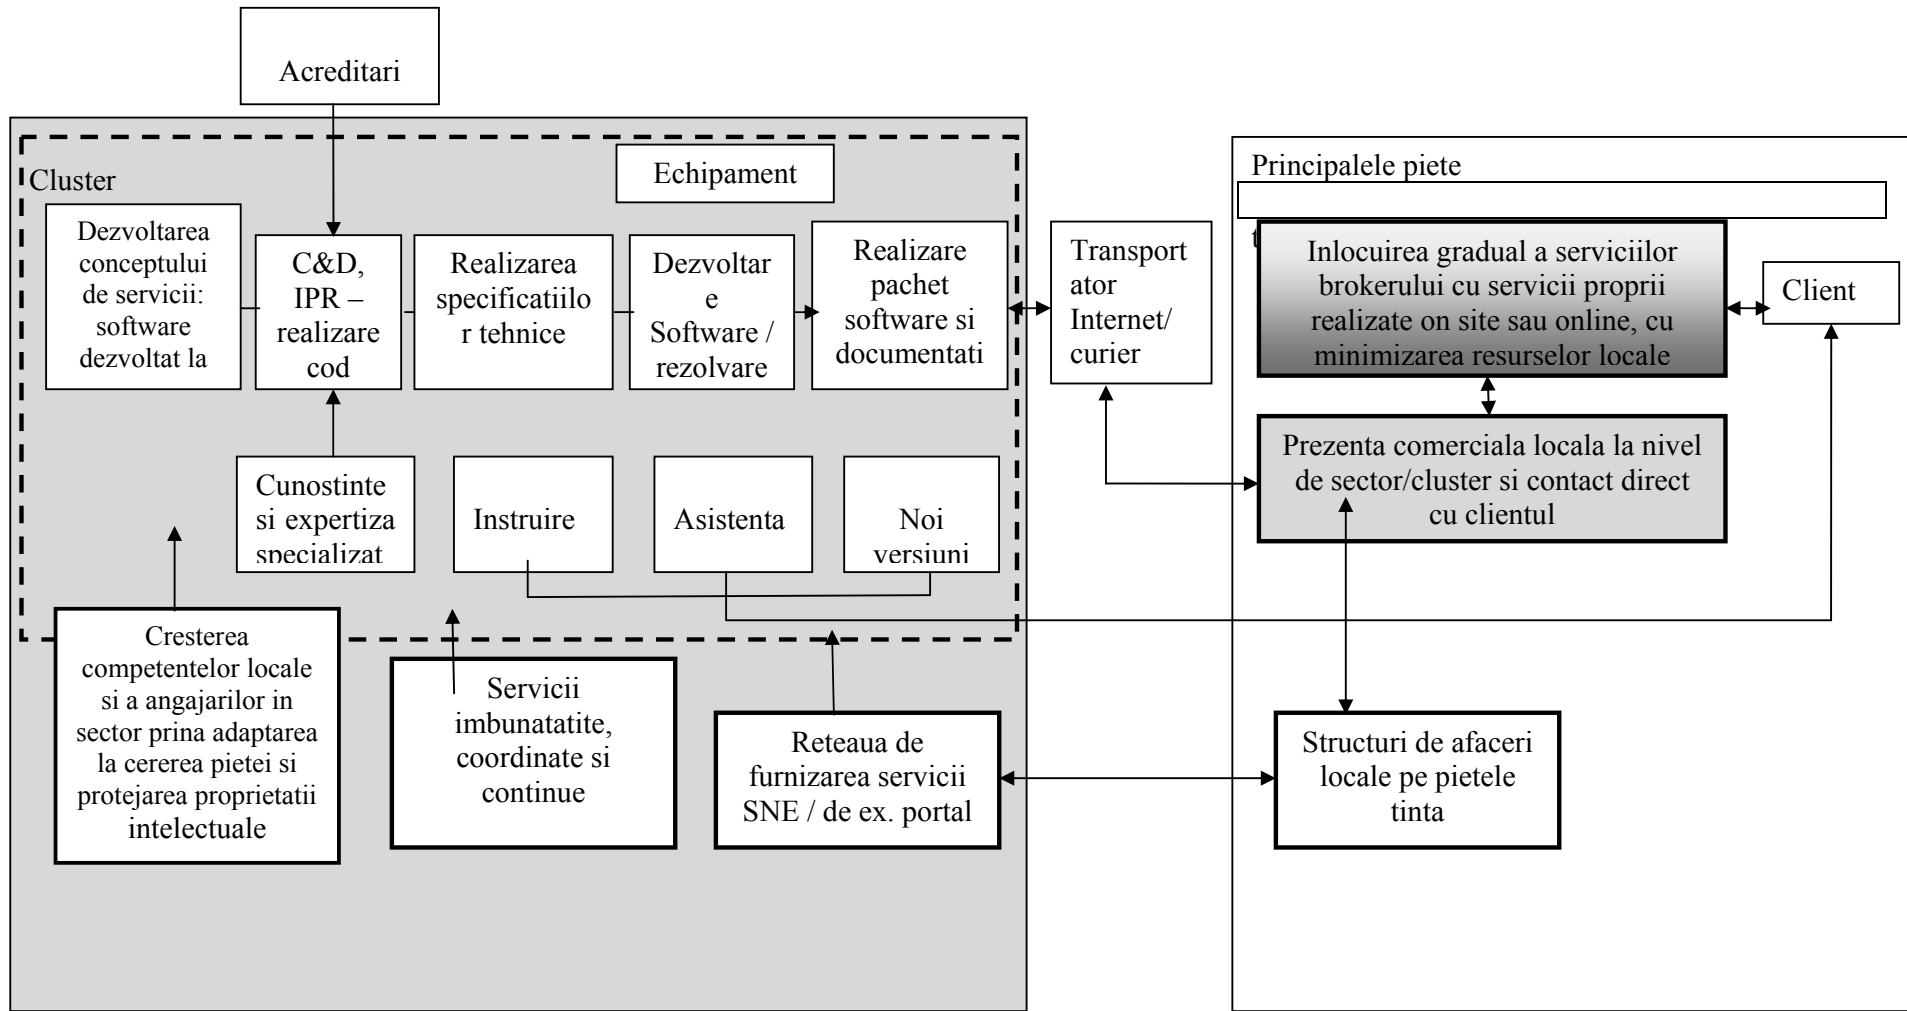 Acreditari
Cluster
Echipament
Dezvoltarea
conceptului
de servicii:
software
dezvoltat la
C&D,
IPR –
realizare
cod
Realizarea
specificatiilo
r tehnice
Dezvoltar
e
Software /
rezolvare
Realizare
pachet
software si
documentati
Transport
ator
Internet/
curier
Principalele piete
t
Inlocuirea gradual a serviciilor
brokerului cu servicii proprii
realizate on site sau online, cu
minimizarea resurselor locale
Client
Prezenta comerciala locala la nivel
de sector/cluster si contact direct
cu clientul
Cunostinte
si expertiza
specializat
Instruire
Asistenta
Noi
versiuni
Cresterea
competentelor locale
si a angajarilor in
sector prina adaptarea
la cererea pietei si
protejarea proprietatii
intelectuale
Servicii
imbunatatite,
coordinate si
continue
Reteaua de
furnizarea servicii
SNE / de ex. portal
Structuri de afaceri
locale pe pietele
tinta